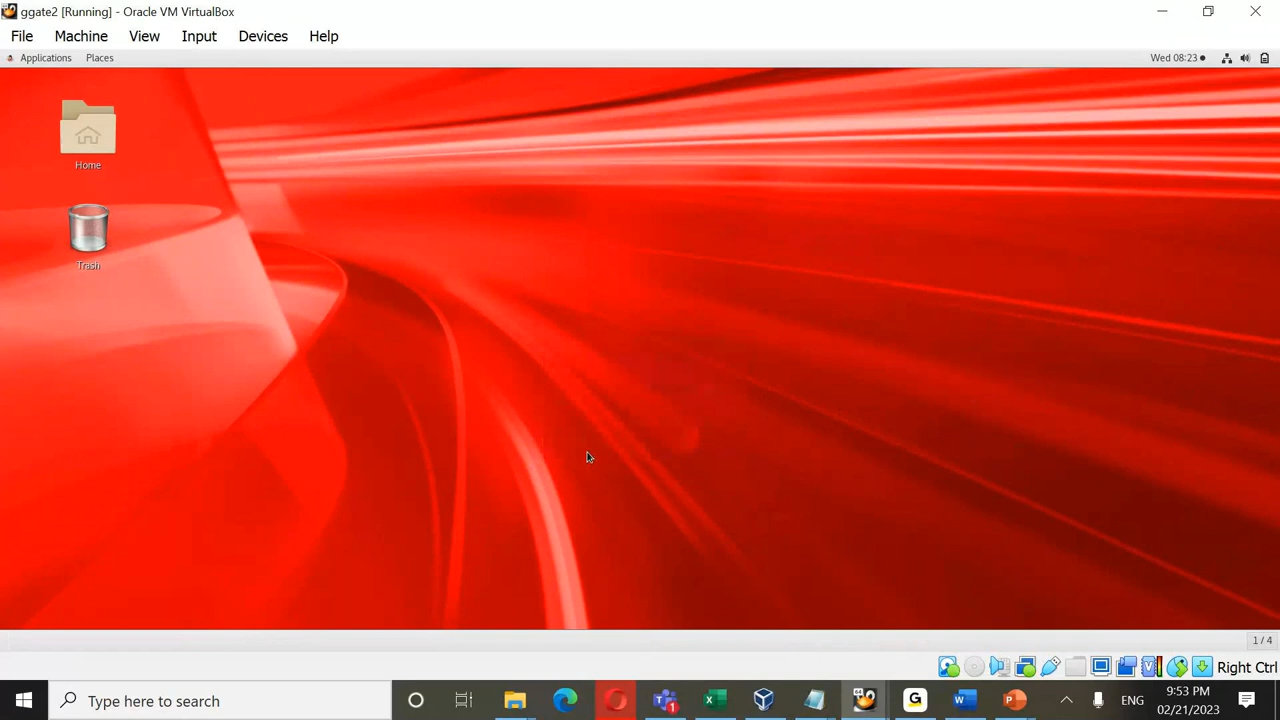 ggate2 [Running] - Oracle VM VirtualBox
File Machine View Input Devices Help
Applications Places Wed 08:23
Home
Trash
1 / 4
Right Ctrl
Type here to search
1
ENG
9:53 PM
02/21/2023